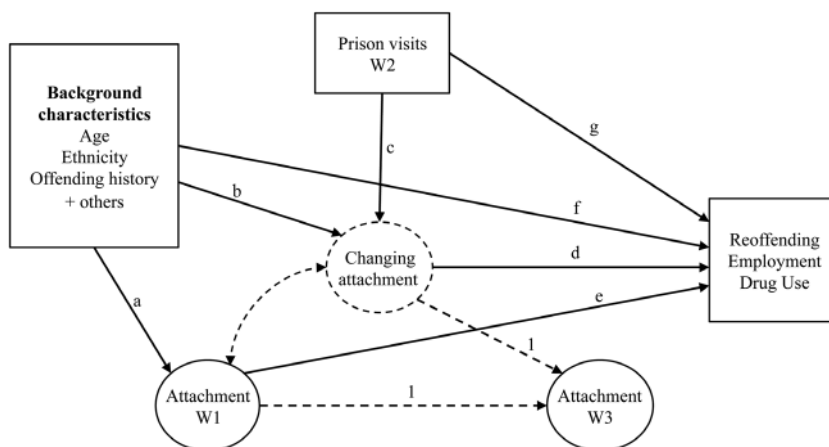 Prison visits
W2
Background
characteristics
Age
Ethnicity
Offending history
+ others
g
c
b
f
Changing
attachment
d
Reoffending
Employment
Drug Use
a
e
1
Attachment
W1
1
Attachment
W3